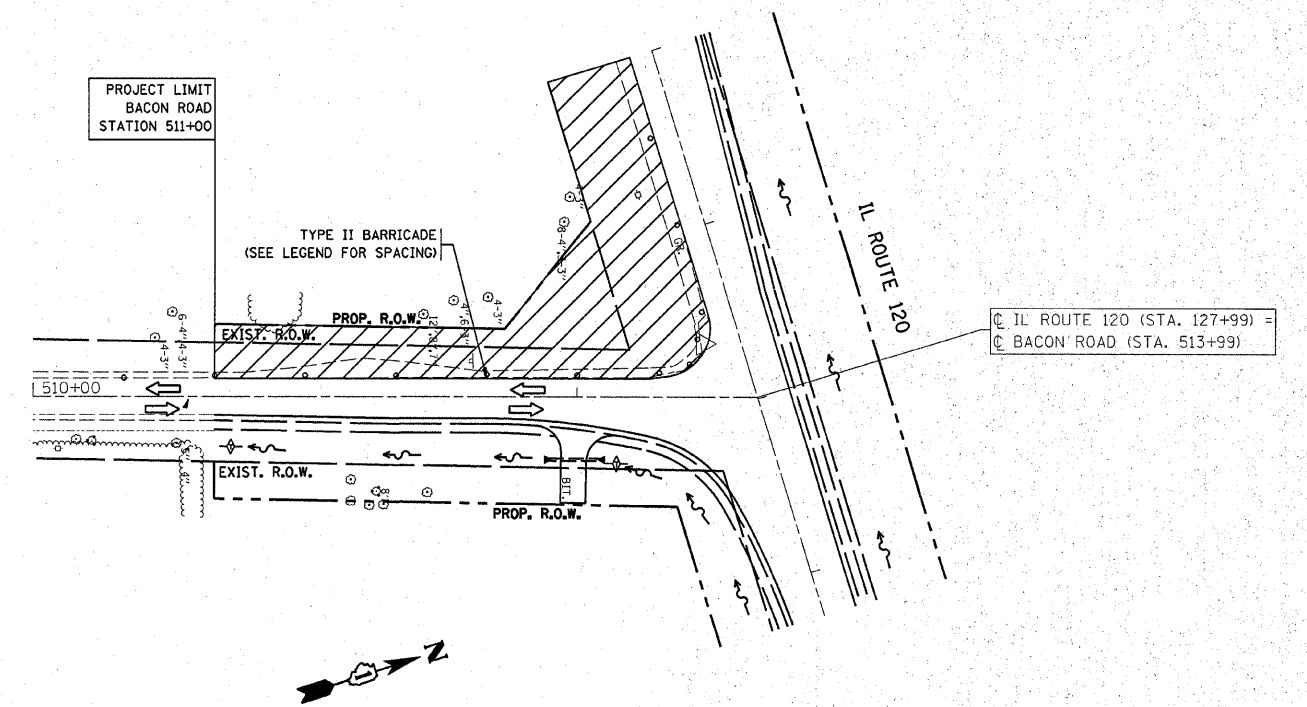 PROJECT LIMIT
BACON ROAD
STATION 511+00
TYPE II BARRICADE
(SEE LEGEND FOR SPACING)
IL ROUTE 120
℄ IL ROUTE 120 (STA. 127+99) =
℄ BACON ROAD (STA. 513+99)
4-3"
GR.
4-3"
PROP. R.O.W.
EXIST. R.O.W.
510+00
EXIST. R.O.W.
BIT.
PROP. R.O.W.
N